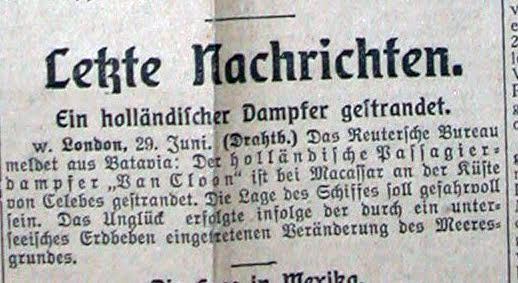 Letzte Nachrichten.
Ein holländischer Dampfer gestrandet.
w. London, 29. Juni. (Drahtb.) Das Reutersche Bureau
meldet aus Batavia: Der holländische Passagier-
dampfer „Van Cloon" ist bei Macassar an der Küste
von Celebes gestrandet. Die Lage des Schiffes soll gefahrvoll
sein. Das Unglück erfolgte infolge der durch ein unter-
seeisches Erdbeben eingetretenen Veränderung des Meeres-
grundes.
in Mexiko.